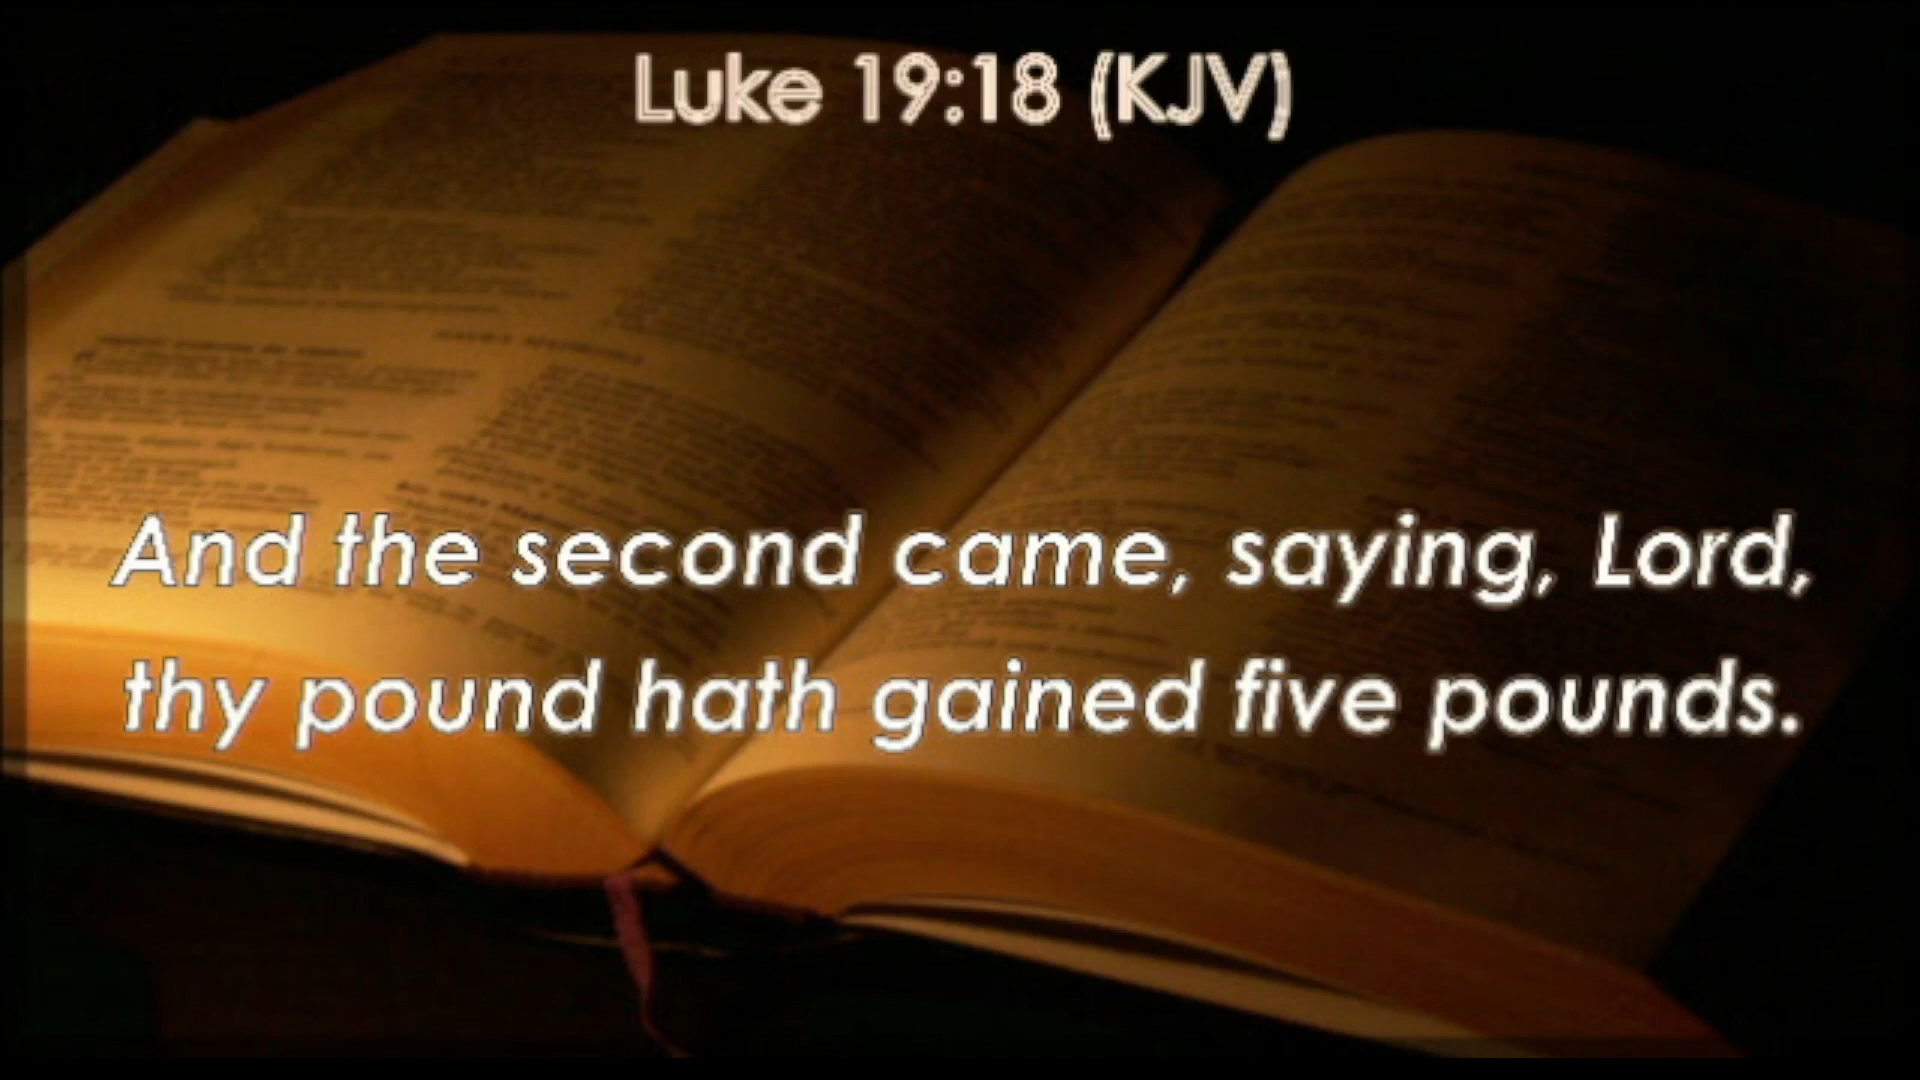 Luke 19:18 (KJV)
And the second came, saying, Lord,
thy pound hath gained five pounds.